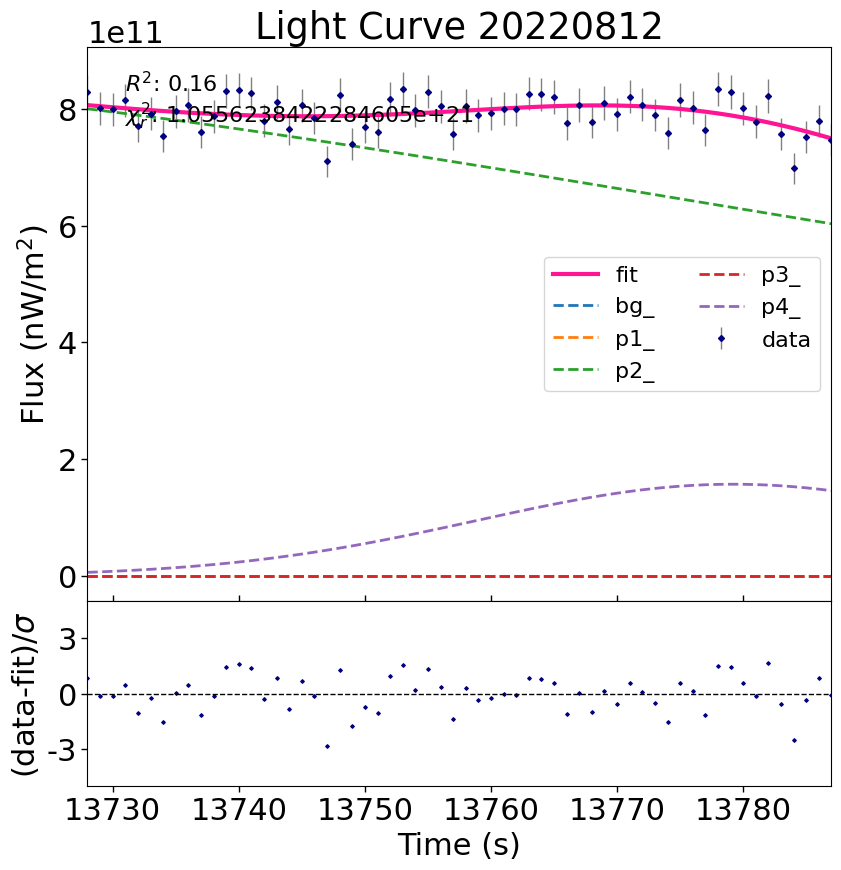 Light Curve 20220812
1e11
R²: 0.16
χ²ᵣ: 1.0556238422284605e+21
8
6
4
2
0
Flux (nW/m²)
fit
bg_
p1_
p2_
p3_
p4_
data
3
0
-3
(data-fit)/σ
13730 13740 13750 13760 13770 13780
Time (s)